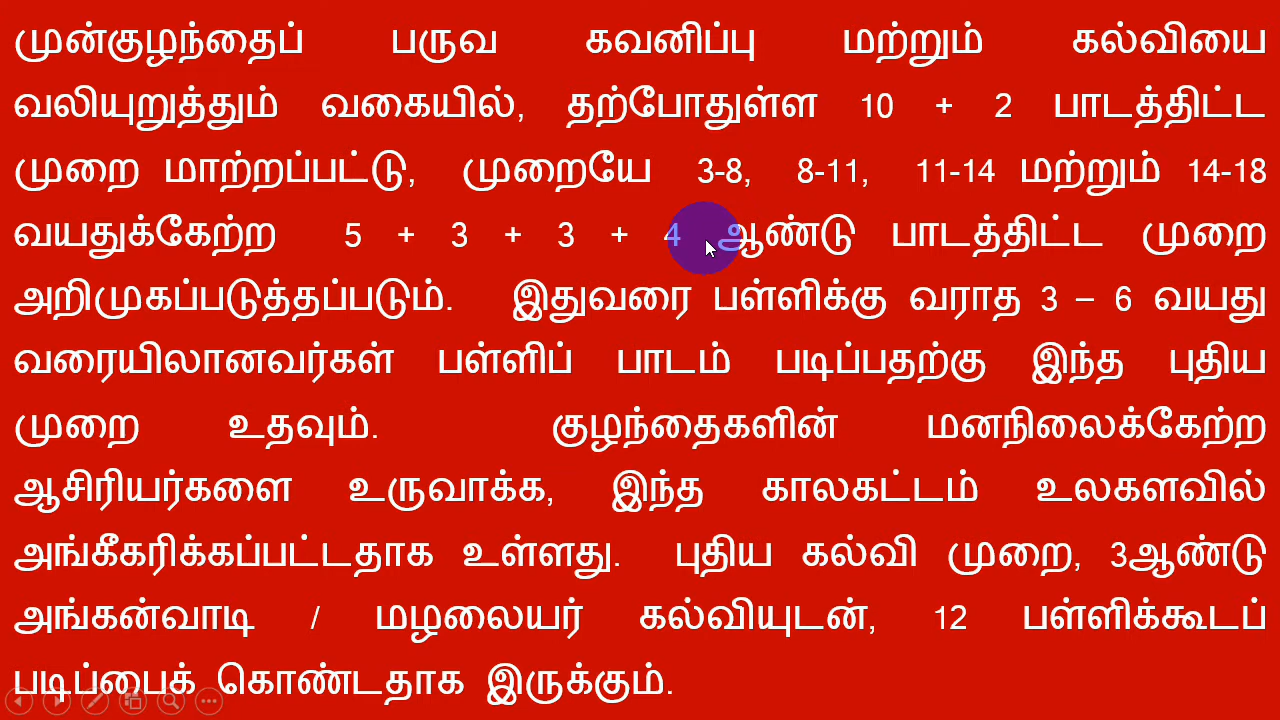 முன்குழந்தைப் பருவ கவனிப்பு மற்றும் கல்வியை
வலியுறுத்தும் வகையில், தற்போதுள்ள 10 + 2 பாடத்திட்ட
முறை மாற்றப்பட்டு, முறையே 3-8, 8-11, 11-14 மற்றும் 14-18
வயதுக்கேற்ற 5 + 3 + 3 + 4 ஆண்டு பாடத்திட்ட முறை
அறிமுகப்படுத்தப்படும். இதுவரை பள்ளிக்கு வராத 3 – 6 வயது
வரையிலானவர்கள் பள்ளிப் பாடம் படிப்பதற்கு இந்த புதிய
முறை உதவும். குழந்தைகளின் மனநிலைக்கேற்ற
ஆசிரியர்களை உருவாக்க, இந்த காலகட்டம் உலகளவில்
அங்கீகரிக்கப்பட்டதாக உள்ளது. புதிய கல்வி முறை, 3ஆண்டு
அங்கன்வாடி / மழலையர் கல்வியுடன், 12 பள்ளிக்கூடப்
படிப்பைக் கொண்டதாக இருக்கும்.